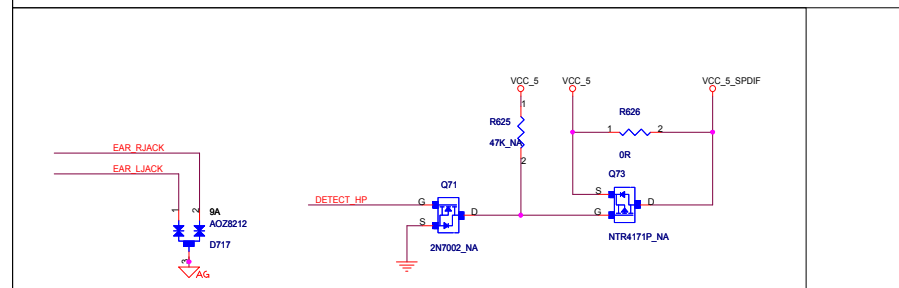 VCC_5
VCC_5
VCC_5_SPDIF
1
R625
47K_NA
2
R626
1
2
0R
EAR_RJACK
EAR_LJACK
1
2
9A
AOZ8212
D717
3
AG
DETECT_HP
Q71
G
S
D
2N7002_NA
Q73
S
G
D
NTR4171P_NA